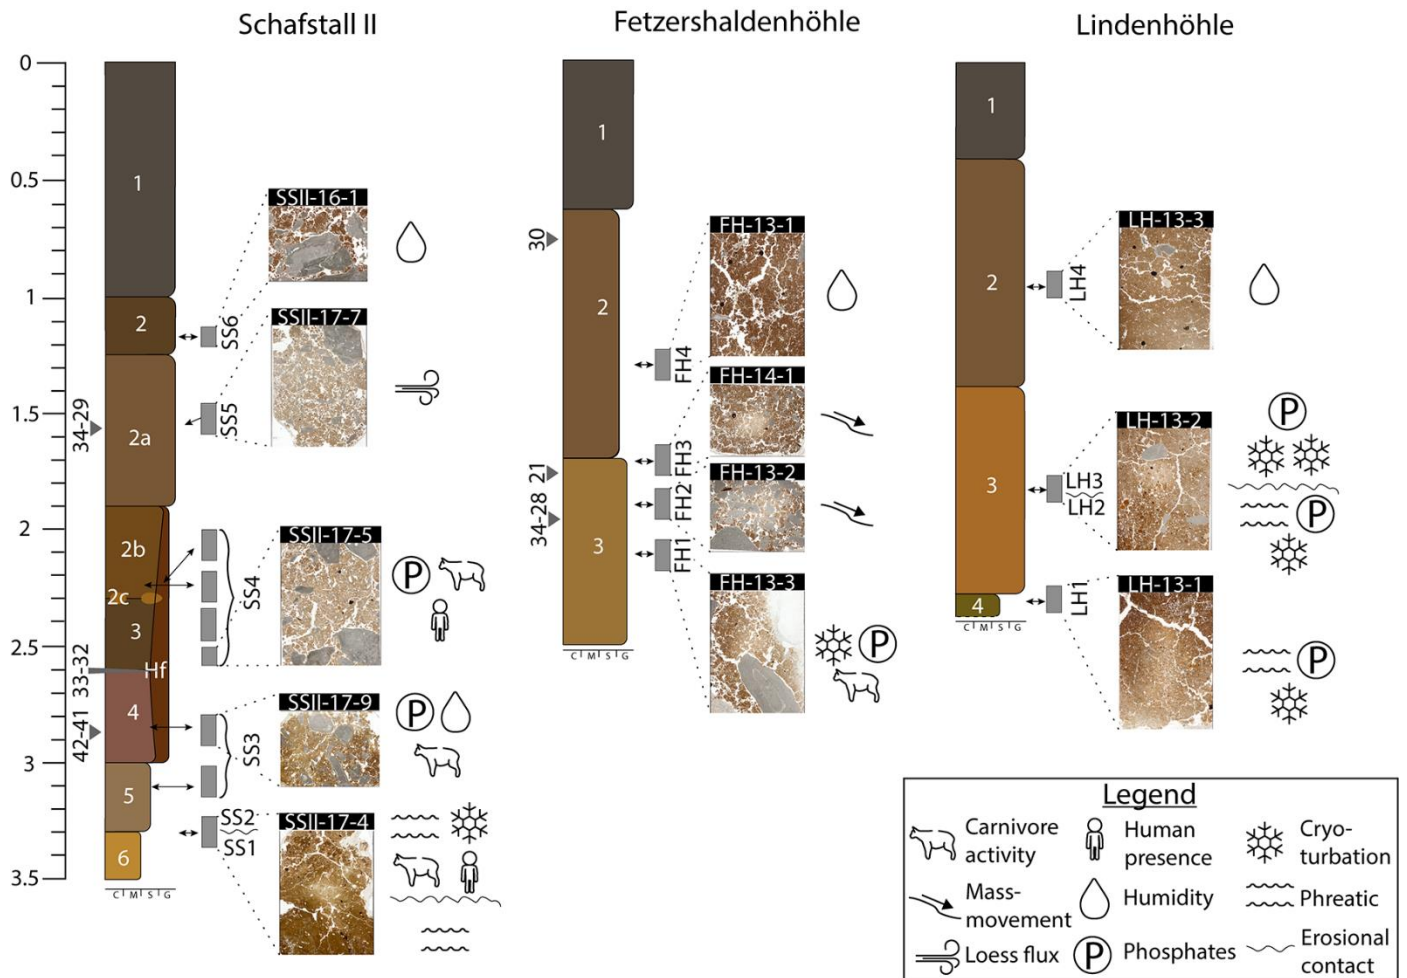 Schafstall II
Fetzershaldenhöhle
Lindenhöhle
0
0.5
1
1.5
2
2.5
3
3.5
34-29
33-32
42-41
1
2
2a
2b
2c
3
Hf
4
5
6
C M S G
SS6
SS5
SS4
SS3
SS2
SS1
SSII-16-1
SSII-17-7
SSII-17-5
P
SSII-17-9
P
SSII-17-4
30
21
34-28
1
2
3
C M S G
FH4
FH3
FH2
FH1
FH-13-1
FH-14-1
FH-13-2
FH-13-3
P
1
2
3
4
C M S G
LH4
LH3
LH2
LH1
LH-13-3
LH-13-2
P
P
LH-13-1
P
Legend
Carnivore
activity
Human
presence
Cryo-
turbation
Mass-
movement
Humidity
Phreatic
Loess flux
P Phosphates
Erosional
contact